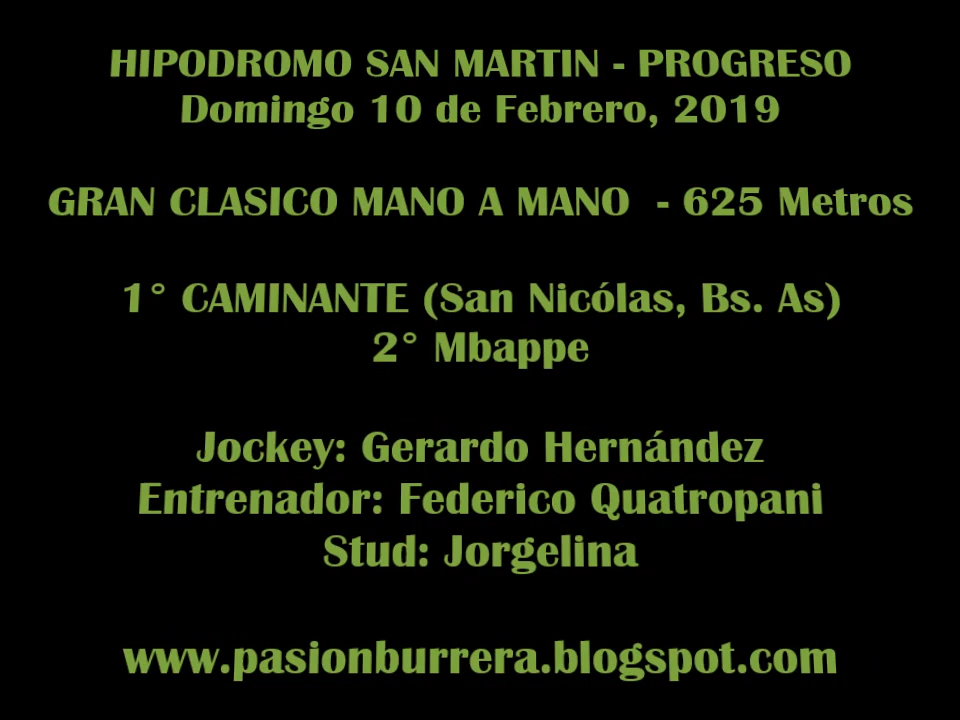 HIPODROMO SAN MARTIN - PROGRESO
Domingo 10 de Febrero, 2019
GRAN CLASICO MANO A MANO - 625 Metros
1° CAMINANTE (San Nicólas, Bs. As)
2° Mbappe
Jockey: Gerardo Hernández
Entrenador: Federico Quatropani
Stud: Jorgelina
www.pasionburrera.blogspot.com